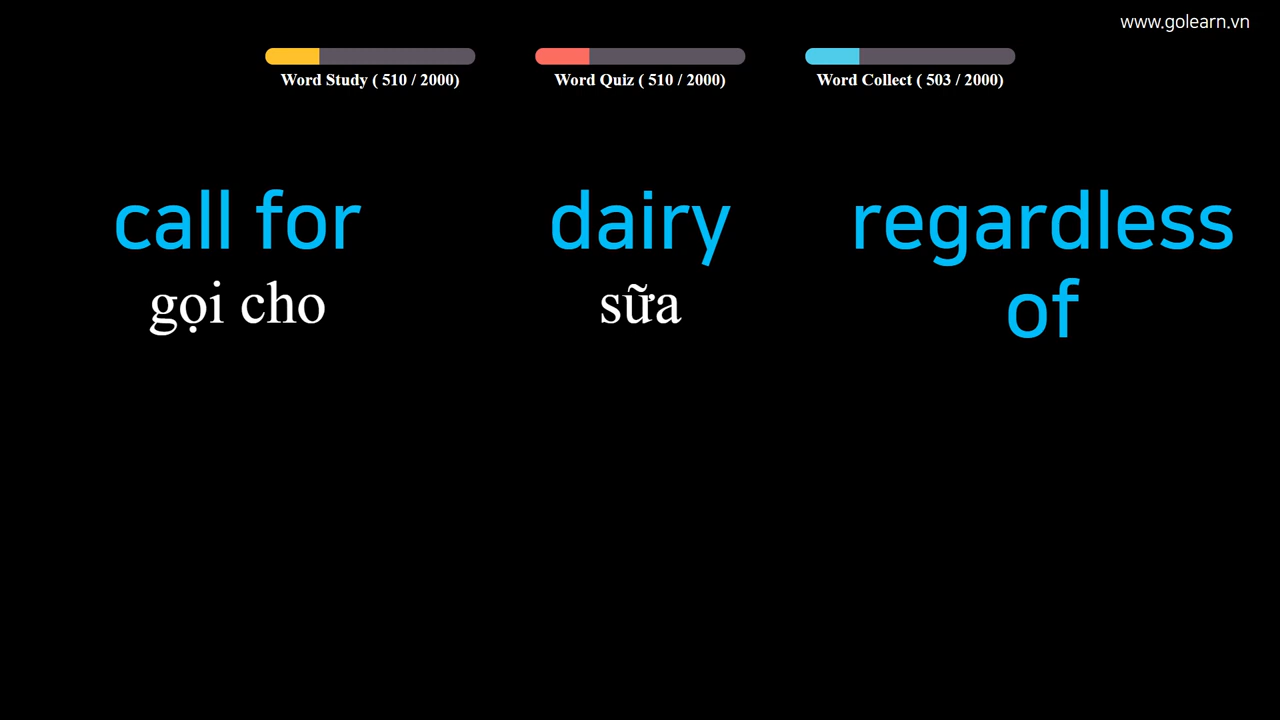 www.golearn.vn
Word Study ( 510 / 2000)
Word Quiz ( 510 / 2000)
Word Collect ( 503 / 2000)
call for
gọi cho
dairy
sữa
regardless
of